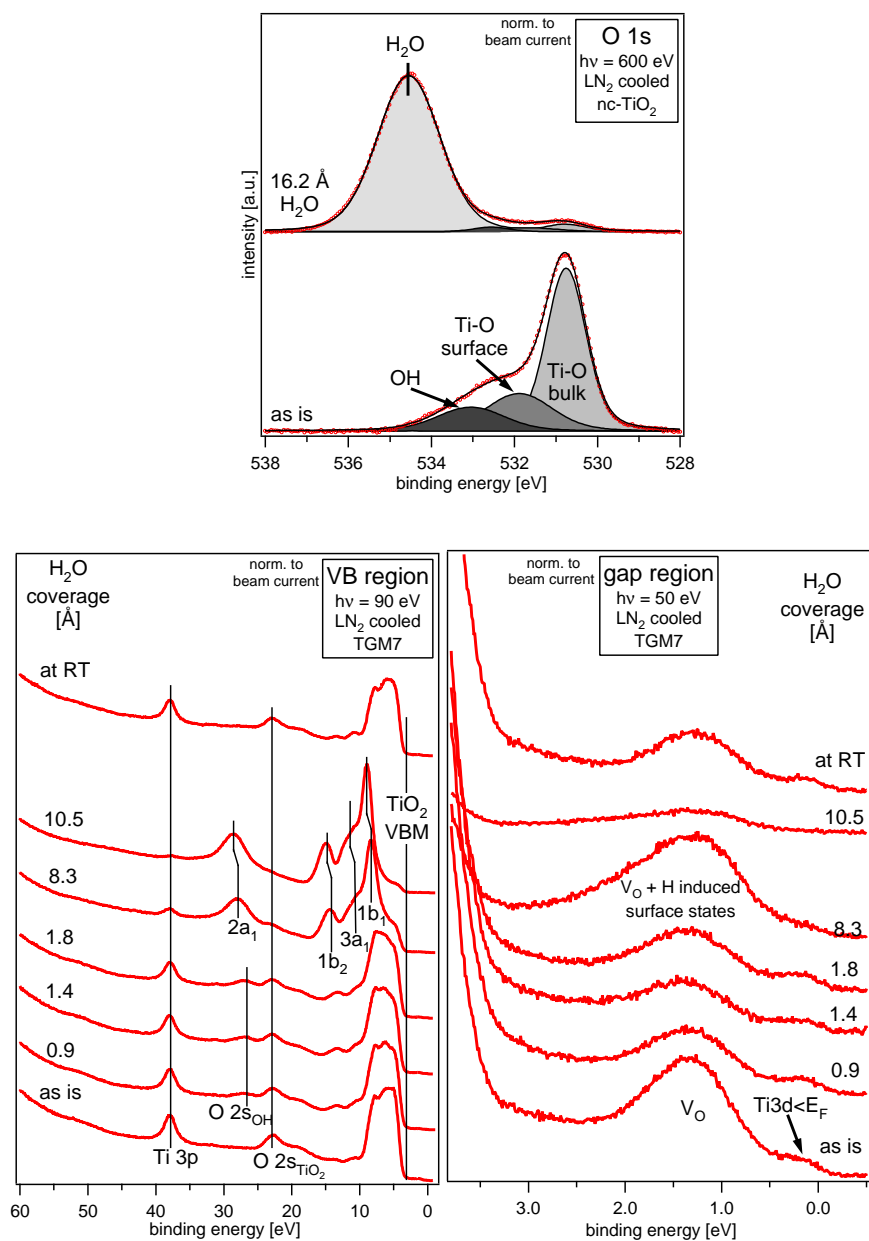 norm. to
beam current
O 1s
hν = 600 eV
LN₂ cooled
nc-TiO₂
H₂O
16.2 Å
H₂O
intensity [a.u.]
Ti-O
surface
OH
Ti-O
bulk
as is
538 536 534 532 530 528
binding energy [eV]
H₂O
coverage
[Å]
norm. to
beam current
VB region
hν = 90 eV
LN₂ cooled
TGM7
at RT
10.5
TiO₂
VBM
8.3
2a₁
1b₂
3a₁
1b₁
1.8
1.4
0.9
O 2s_OH
as is
Ti 3p
O 2s_TiO₂
60 50 40 30 20 10 0
binding energy [eV]
norm. to
beam current
gap region
hν = 50 eV
LN₂ cooled
TGM7
H₂O
coverage
[Å]
at RT
10.5
V_O + H induced
surface states
8.3
1.8
1.4
0.9
V_O
Ti3d<E_F
as is
3.0 2.0 1.0 0.0
binding energy [eV]